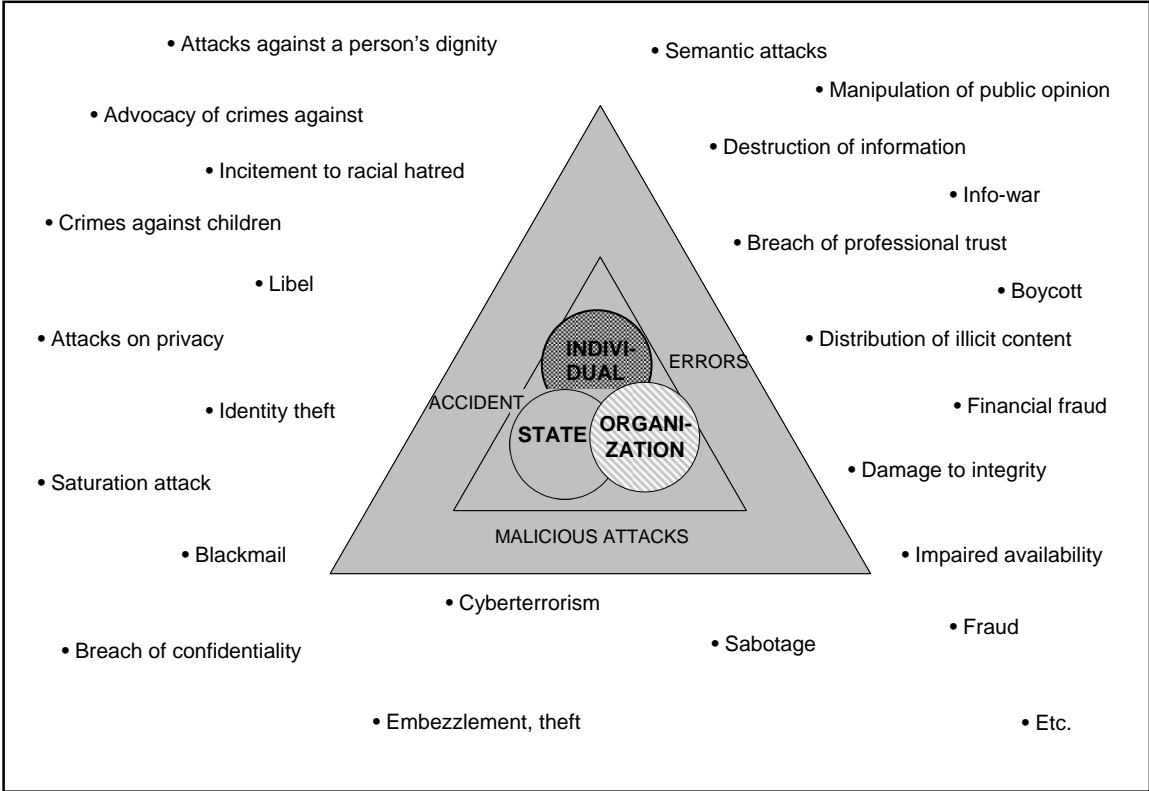 • Attacks against a person's dignity
• Semantic attacks
• Manipulation of public opinion
• Advocacy of crimes against
• Destruction of information
• Incitement to racial hatred
• Info-war
• Crimes against children
• Breach of professional trust
• Libel
• Boycott
• Attacks on privacy
• Distribution of illicit content
INDIVI-
DUAL
ERRORS
ACCIDENT
• Identity theft
• Financial fraud
STATE
ORGANI-
ZATION
• Damage to integrity
• Saturation attack
MALICIOUS ATTACKS
• Blackmail
• Impaired availability
• Cyberterrorism
• Fraud
• Sabotage
• Breach of confidentiality
• Embezzlement, theft
• Etc.